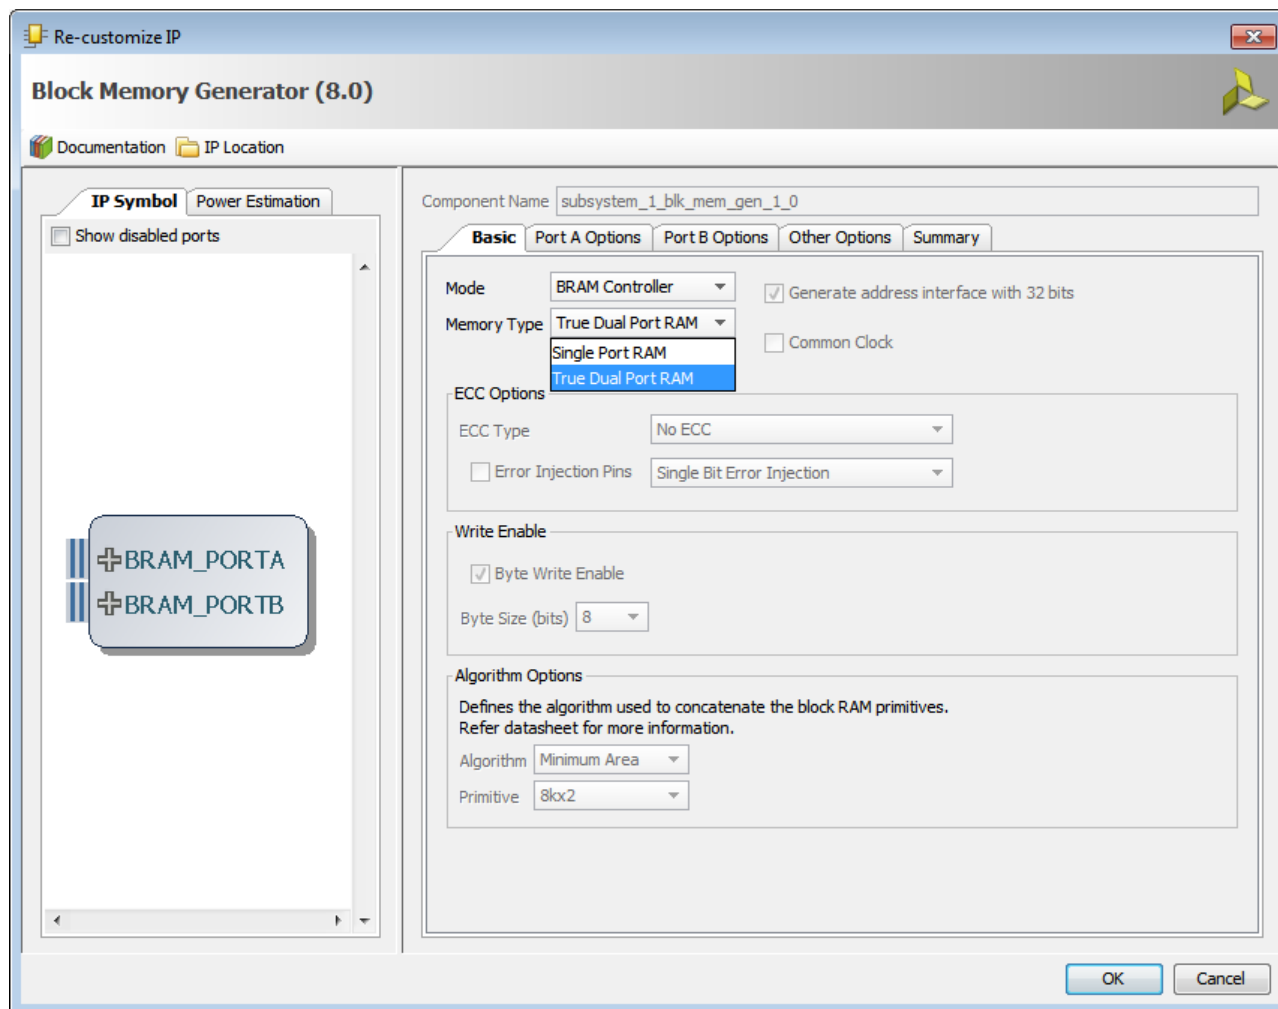 Re-customize IP
Block Memory Generator (8.0)
Documentation IP Location
IP Symbol Power Estimation
Show disabled ports
BRAM_PORTA
BRAM_PORTB
Component Name subsystem_1_blk_mem_gen_1_0
Basic Port A Options Port B Options Other Options Summary
Mode BRAM Controller Generate address interface with 32 bits
Memory Type True Dual Port RAM
Common Clock
Single Port RAM
True Dual Port RAM
ECC Options
ECC Type No ECC
Error Injection Pins Single Bit Error Injection
Write Enable
Byte Write Enable
Byte Size (bits) 8
Algorithm Options
Defines the algorithm used to concatenate the block RAM primitives.
Refer datasheet for more information.
Algorithm Minimum Area
Primitive 8kx2
OK Cancel